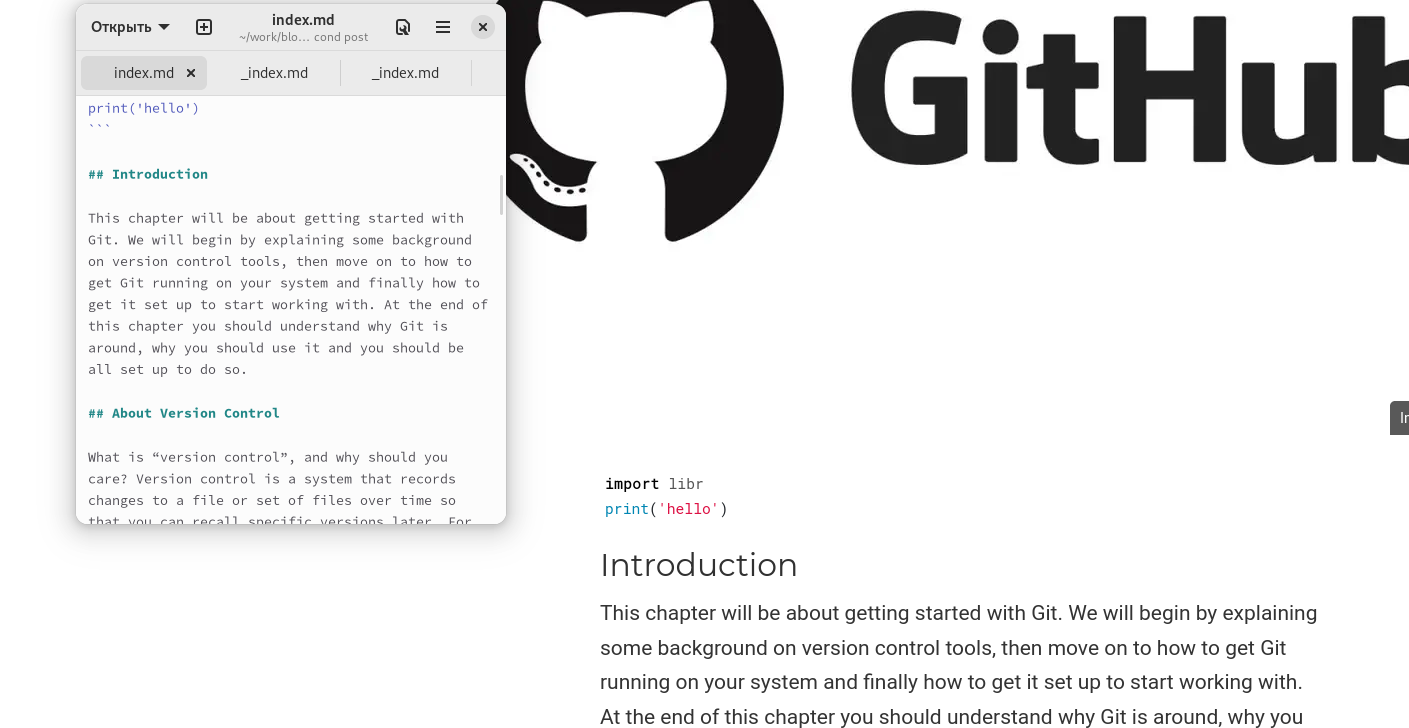 Открыть
index.md
~/work/blo… cond post
index.md
_index.md
_index.md
print('hello')
```
## Introduction
This chapter will be about getting started with
Git. We will begin by explaining some background
on version control tools, then move on to how to
get Git running on your system and finally how to
get it set up to start working with. At the end of
this chapter you should understand why Git is
around, why you should use it and you should be
all set up to do so.
## About Version Control
What is “version control”, and why should you
care? Version control is a system that records
changes to a file or set of files over time so
that you can recall specific versions later. For
GitHub
import libr
print('hello')
Introduction
This chapter will be about getting started with Git. We will begin by explaining
some background on version control tools, then move on to how to get Git
running on your system and finally how to get it set up to start working with.
At the end of this chapter you should understand why Git is around, why you